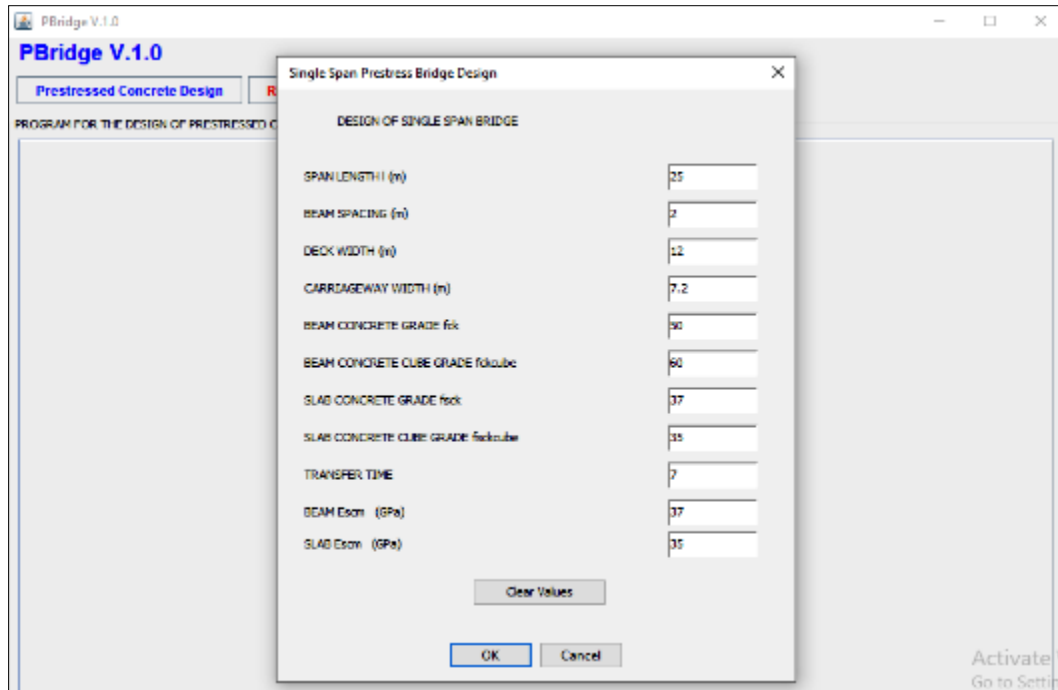 PBridge V.1.0
PBridge V.1.0
Prestressed Concrete Design
R
PROGRAM FOR THE DESIGN OF PRESTRESSED C
Single Span Prestress Bridge Design
DESIGN OF SINGLE SPAN BRIDGE
SPAN LENGTH l (m) 25
BEAM SPACING (m) 2
DECK WIDTH (m) 12
CARRIAGEWAY WIDTH (m) 7.2
BEAM CONCRETE GRADE fck 50
BEAM CONCRETE CUBE GRADE fckcube 60
SLAB CONCRETE GRADE fsck 37
SLAB CONCRETE CUBE GRADE fsckcube 35
TRANSFER TIME 7
BEAM Escm (GPa) 37
SLAB Escm (GPa) 35
Clear Values
OK Cancel
Activate
Go to Settin